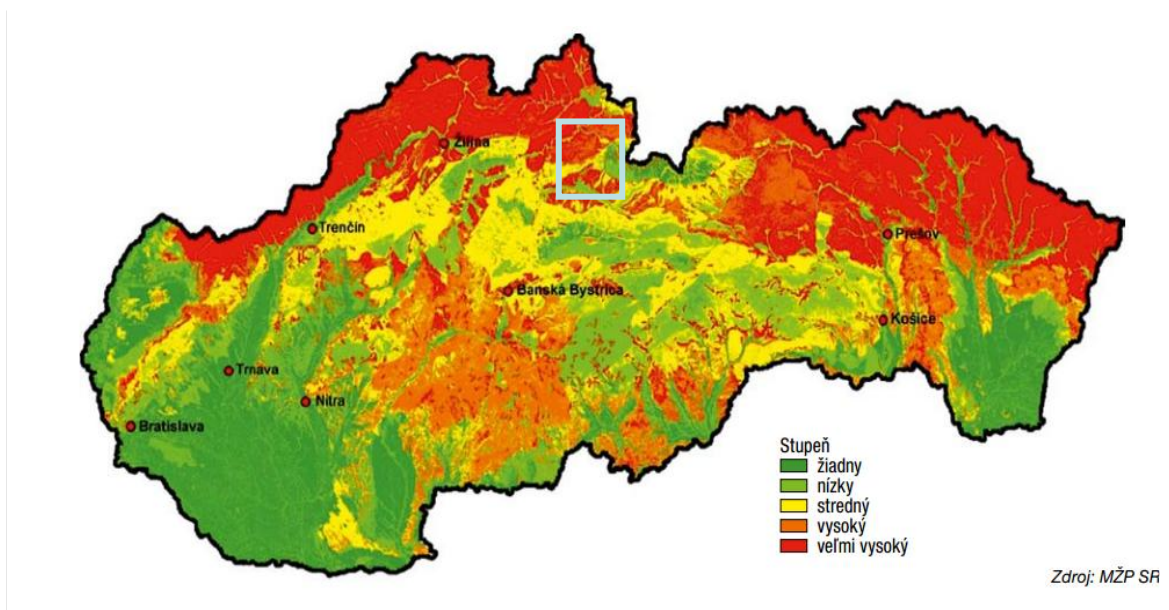 Žilina
Trenčín
Prešov
Banská Bystrica
Košice
Trnava
Nitra
Bratislava
Stupeň
žiadny
nízky
stredný
vysoký
veľmi vysoký
Zdroj: MŽP SR